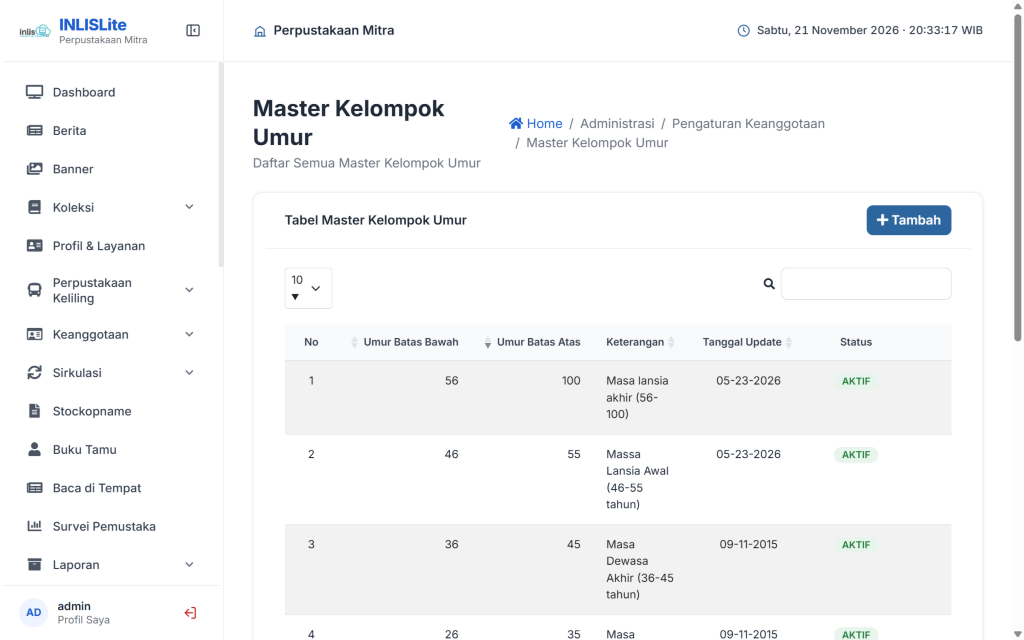 inlis
INLISLite
Perpustakaan Mitra
Perpustakaan Mitra
Sabtu, 21 November 2026 · 20:33:17 WIB
Dashboard
Berita
Banner
Koleksi
Profil & Layanan
Perpustakaan
Keliling
Keanggotaan
Sirkulasi
Stockopname
Buku Tamu
Baca di Tempat
Survei Pemustaka
Laporan
AD
admin
Profil Saya
Master Kelompok
Umur
Daftar Semua Master Kelompok Umur
Home / Administrasi / Pengaturan Keanggotaan
/ Master Kelompok Umur
Tabel Master Kelompok Umur
Tambah
10
No Umur Batas Bawah Umur Batas Atas Keterangan Tanggal Update Status
1 56 100 Masa lansia 05-23-2026 AKTIF
akhir (56-
100)
2 46 55 Massa 05-23-2026 AKTIF
Lansia Awal
(46-55
tahun)
3 36 45 Masa 09-11-2015 AKTIF
Dewasa
Akhir (36-45
tahun)
4 26 35 Masa 09-11-2015 AKTIF